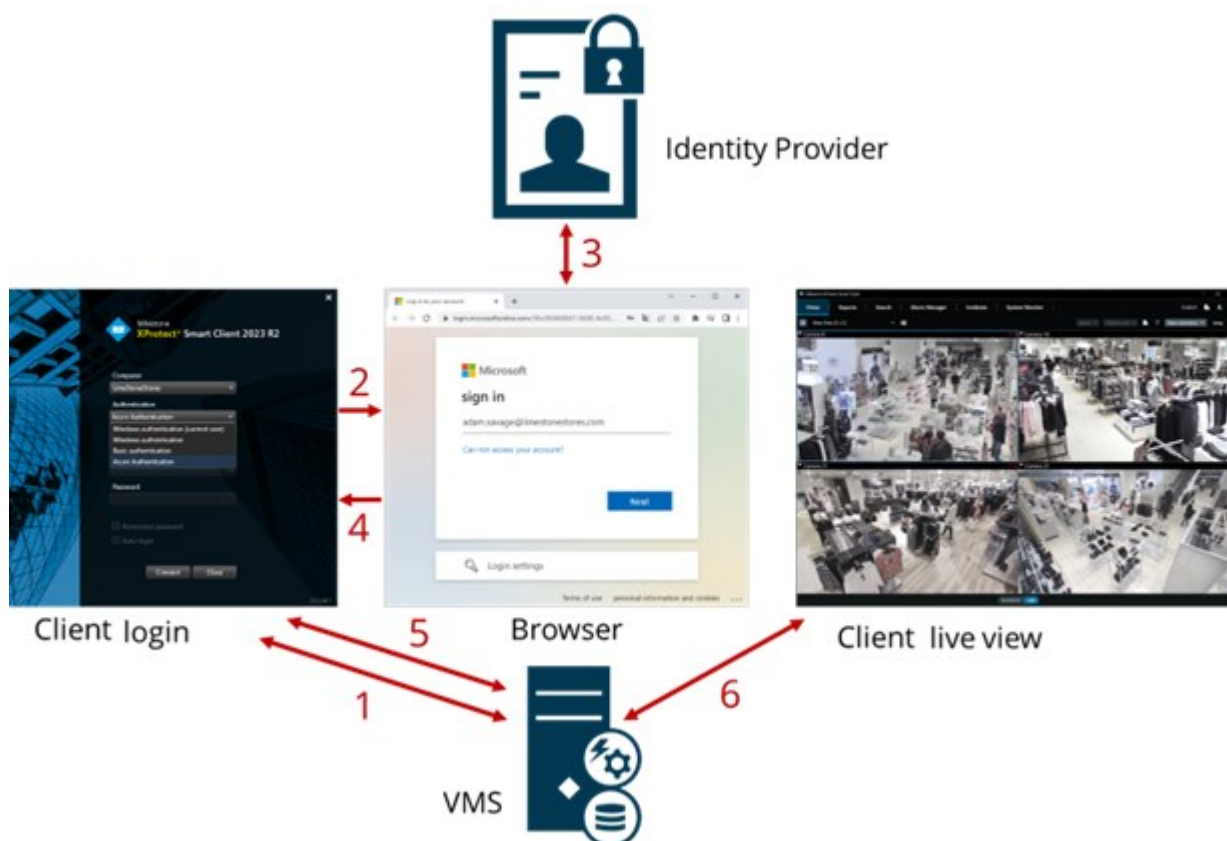 Identity Provider
3
Milestone
XProtect® Smart Client 2023 R2
Computer
Authentication
Azure Authentication
Windows authentication (current user)
Windows authentication
Basic authentication
Azure Authentication
Password
Remember password
Auto-login
Connect
Close
2
4
Microsoft
sign in
adam.savage@limestonestores.com
Can not access your account?
Next
Login settings
Terms of use
personal information and cookies
Client login
Browser
Client live view
5
1
6
VMS